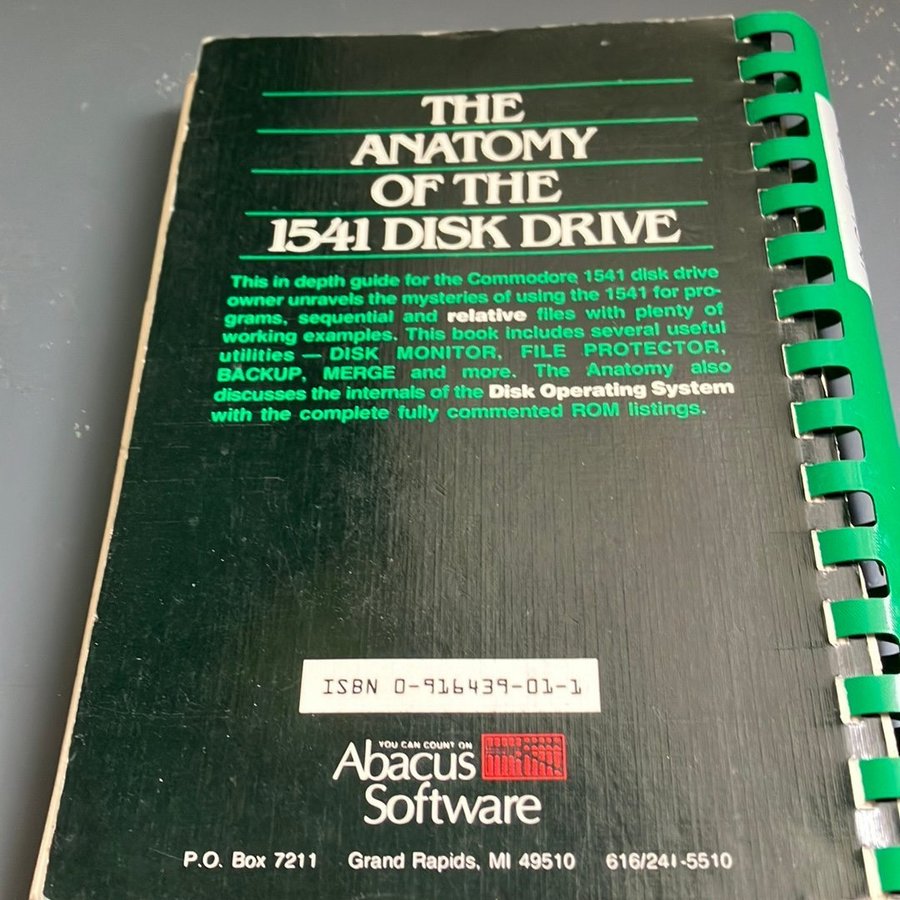 THE
ANATOMY
OF THE
1541 DISK DRIVE
This in depth guide for the Commodore 1541 disk drive
owner unravels the mysteries of using the 1541 for pro-
grams, sequential and relative files with plenty of
working examples. This book includes several useful
utilities — DISK MONITOR, FILE PROTECTOR,
BACKUP, MERGE and more. The Anatomy also
discusses the internals of the Disk Operating System
with the complete fully commented ROM listings.
ISBN 0-916439-01-1
YOU CAN COUNT ON
Abacus
Software
P.O. Box 7211 Grand Rapids, MI 49510 616/241-5510